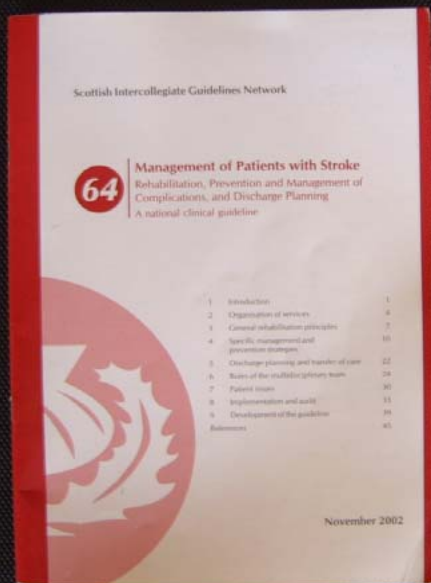 Scottish Intercollegiate Guidelines Network
64
Management of Patients with Stroke
Rehabilitation, Prevention and Management of
Complications, and Discharge Planning
A national clinical guideline
1 Introduction 1
2 Organisation of services 4
3 General rehabilitation principles 7
4 Specific management and
prevention strategies 10
5 Discharge planning and transfer of care 22
6 Roles of the multidisciplinary team 24
7 Patient issues 30
8 Implementation and audit 33
9 Development of the guideline 39
References 45
November 2002